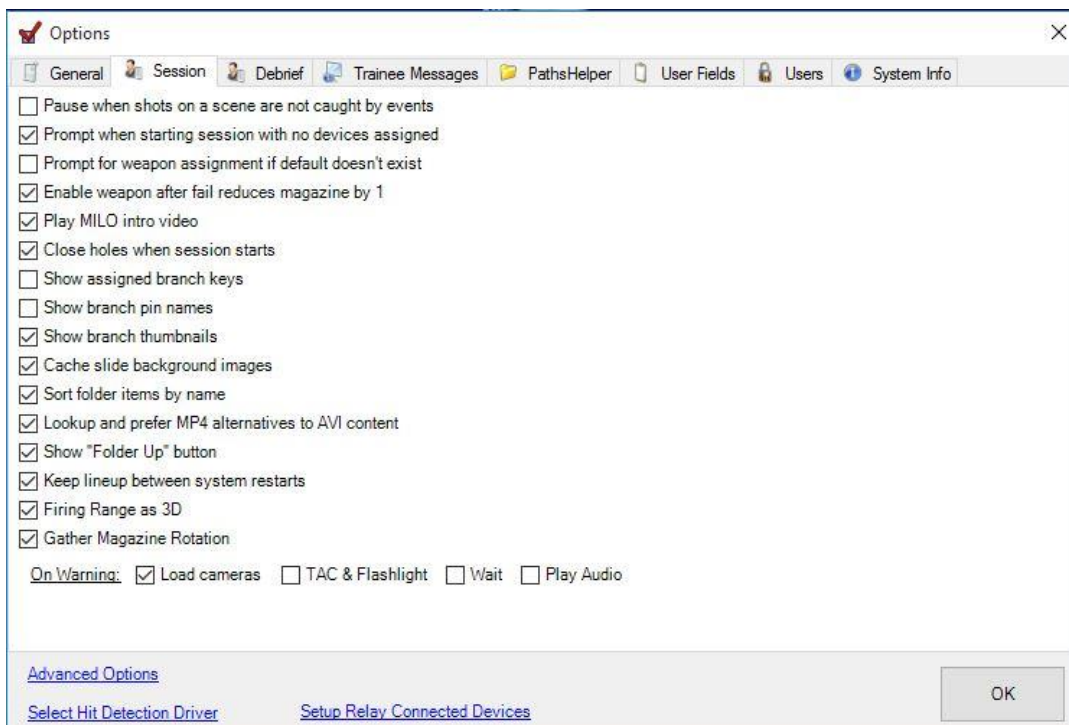 Options
General Session Debrief Trainee Messages PathsHelper User Fields Users System Info
Pause when shots on a scene are not caught by events
Prompt when starting session with no devices assigned
Prompt for weapon assignment if default doesn't exist
Enable weapon after fail reduces magazine by 1
Play MILO intro video
Close holes when session starts
Show assigned branch keys
Show branch pin names
Show branch thumbnails
Cache slide background images
Sort folder items by name
Lookup and prefer MP4 alternatives to AVI content
Show "Folder Up" button
Keep lineup between system restarts
Firing Range as 3D
Gather Magazine Rotation
On Warning: Load cameras TAC & Flashlight Wait Play Audio
Advanced Options
OK
Select Hit Detection Driver Setup Relay Connected Devices